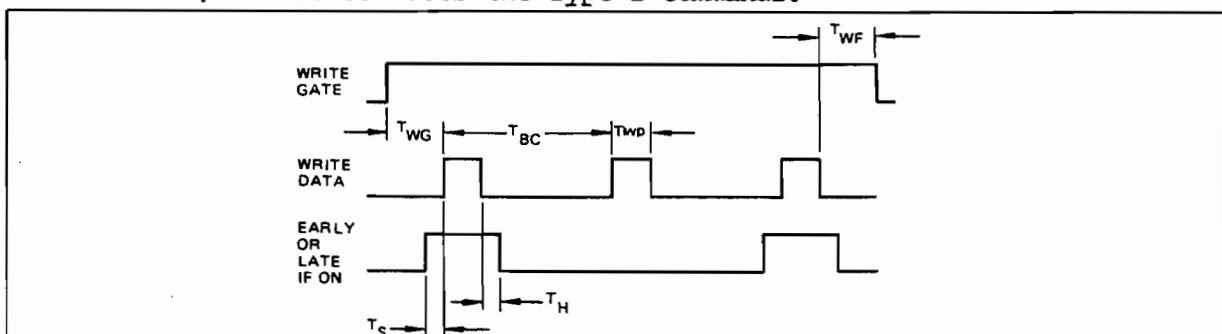 T_WF
WRITE
GATE
T_WG
T_BC
TWP
WRITE
DATA
EARLY
OR
LATE
IF ON
T_H
T_S